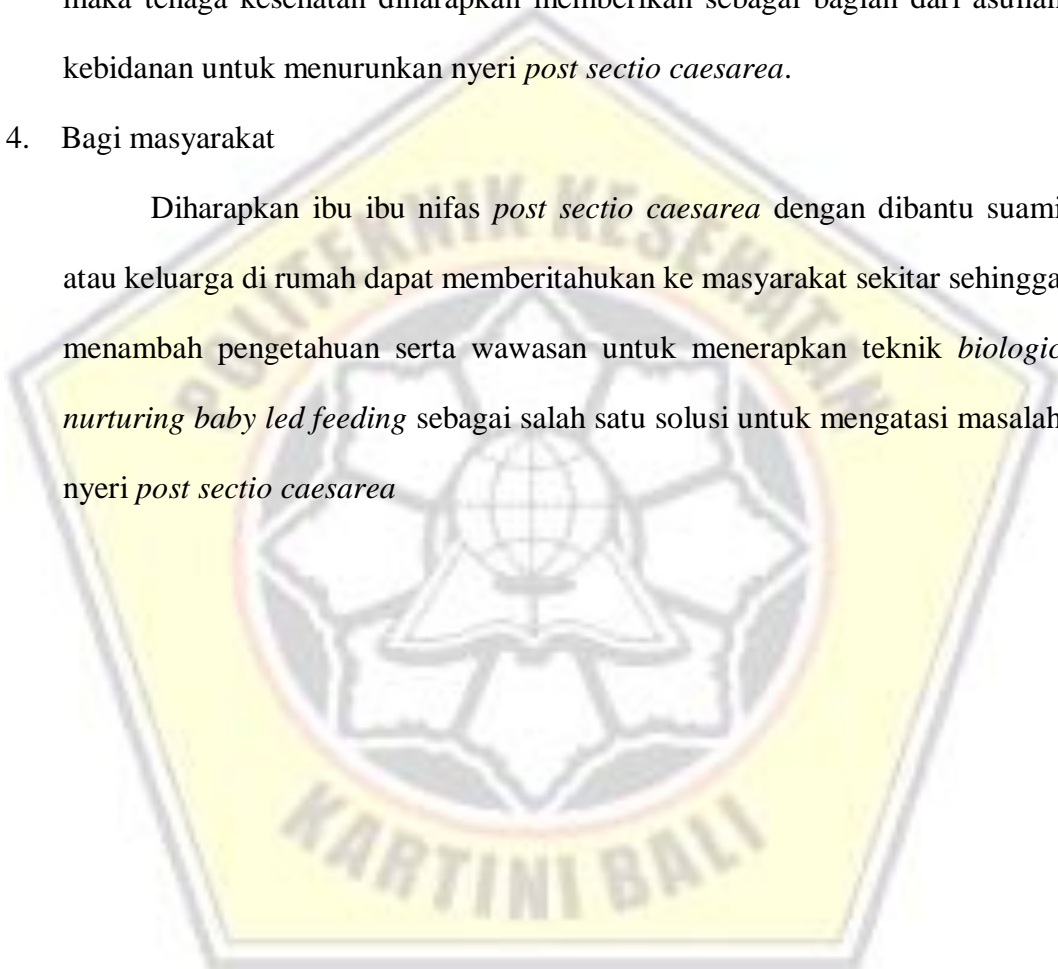 maka tenaga kesehatan diharapkan memberikan sebagai bagian dari asuhan
kebidanan untuk menurunkan nyeri post sectio caesarea.
4. Bagi masyarakat
Diharapkan ibu ibu nifas post sectio caesarea dengan dibantu suami
atau keluarga di rumah dapat memberitahukan ke masyarakat sekitar sehingga
menambah pengetahuan serta wawasan untuk menerapkan teknik biologic
nurturing baby led feeding sebagai salah satu solusi untuk mengatasi masalah
nyeri post sectio caesarea
POLITEKNIK KESEHATAN
KARTINI BALI